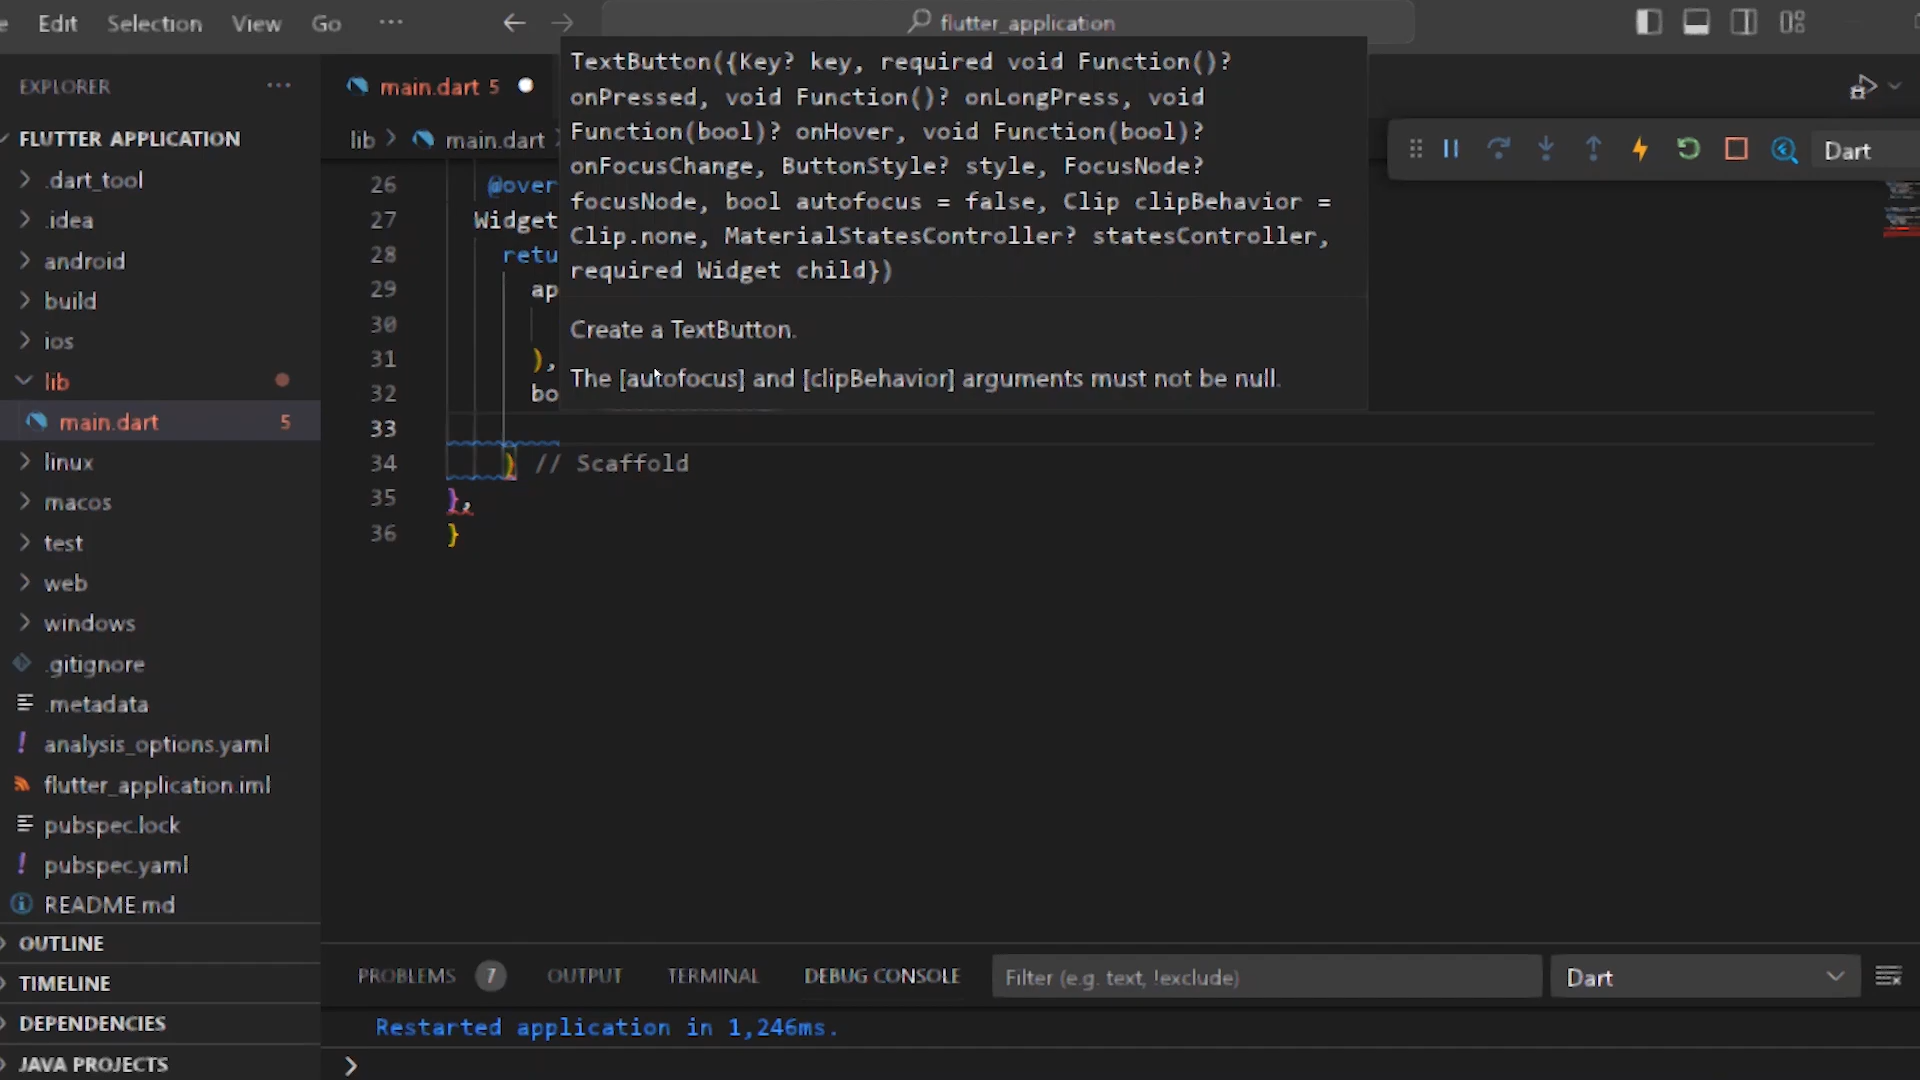 Edit Selection View Go ··· flutter_application
EXPLORER ···
FLUTTER APPLICATION
.dart_tool
.idea
android
build
ios
lib
main.dart 5
linux
macos
test
web
windows
.gitignore
.metadata
analysis_options.yaml
flutter_application.iml
pubspec.lock
pubspec.yaml
README.md
OUTLINE
TIMELINE
DEPENDENCIES
JAVA PROJECTS
main.dart 5
lib > main.dart >
TextButton({Key? key, required void Function()?
onPressed, void Function()? onLongPress, void
Function(bool)? onHover, void Function(bool)?
onFocusChange, ButtonStyle? style, FocusNode?
focusNode, bool autofocus = false, Clip clipBehavior =
Clip.none, MaterialStatesController? statesController,
required Widget child})
Create a TextButton.
The [autofocus] and [clipBehavior] arguments must not be null.
Dart
26 @over
27 Widget
28 retu
29 ap
30
31 ),
32 bo
33
34 ) // Scaffold
35 },
36 }
PROBLEMS 7 OUTPUT TERMINAL DEBUG CONSOLE Filter (e.g. text, !exclude) Dart
Restarted application in 1,246ms.
>